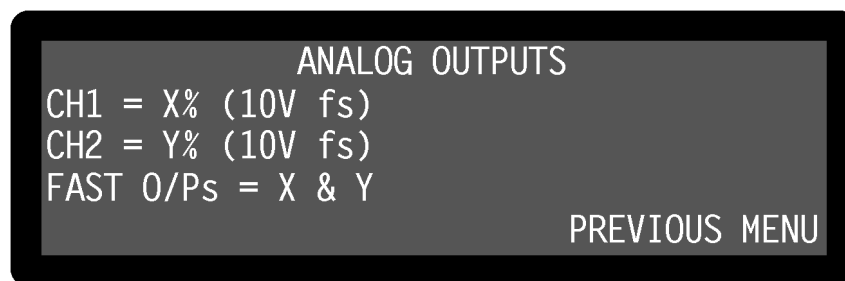 ANALOG OUTPUTS
CH1 = X% (10V fs)
CH2 = Y% (10V fs)
FAST O/Ps = X & Y
PREVIOUS MENU